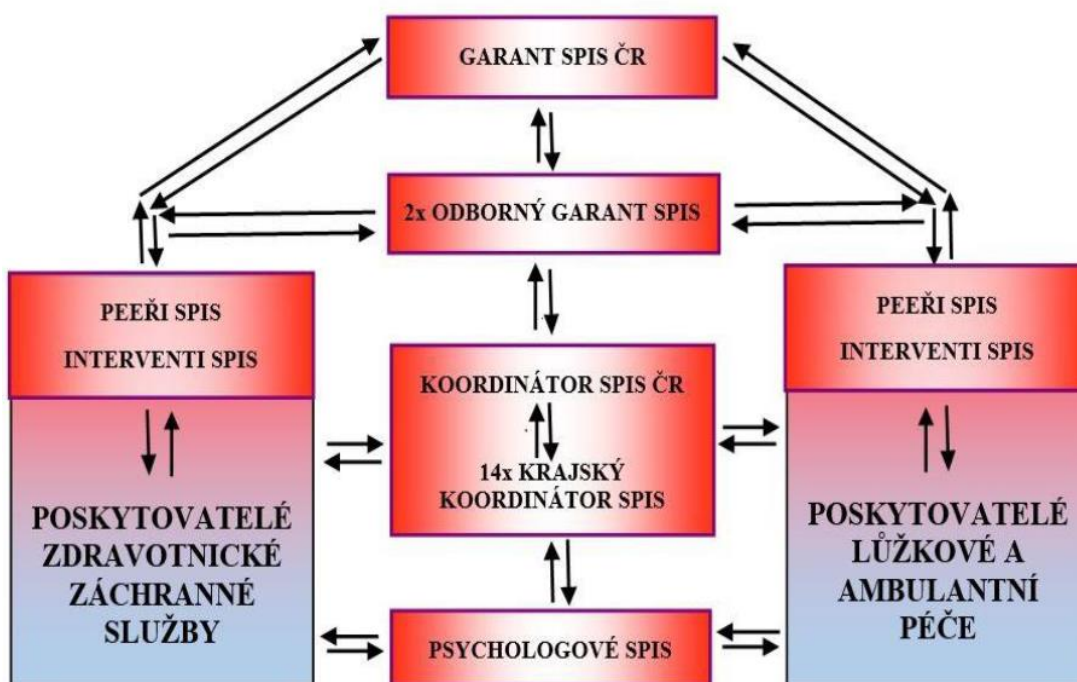 GARANT SPIS ČR
2x ODBORNÝ GARANT SPIS
PEEŘI SPIS
INTERVENTI SPIS
PEEŘI SPIS
INTERVENTI SPIS
KOORDINÁTOR SPIS ČR
14x KRAJSKÝ
KOORDINÁTOR SPIS
POSKYTOVATELÉ
ZDRAVOTNICKÉ
ZÁCHRANNÉ
SLUŽBY
POSKYTOVATELÉ
LŮŽKOVÉ A
AMBULANTNÍ
PÉČE
PSYCHOLOGOVÉ SPIS